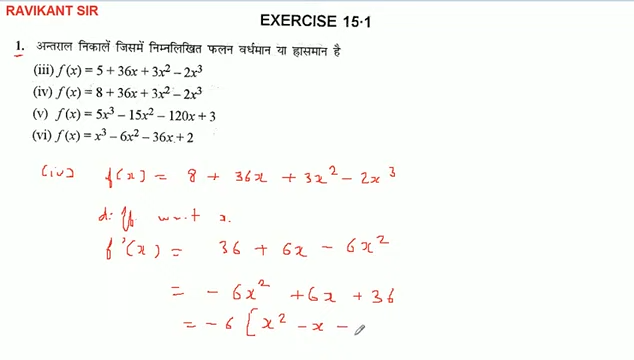 RAVIKANT SIR
EXERCISE 15·1
1. अन्तराल निकालें जिसमें निम्नलिखित फलन वर्धमान या ह्रासमान है
(iii) f(x) = 5 + 36x + 3x² – 2x³
(iv) f(x) = 8 + 36x + 3x² – 2x³
(v) f(x) = 5x³ – 15x² – 120x + 3
(vi) f(x) = x³ – 6x² – 36x + 2
(iv) f(x) = 8 + 36x + 3x² – 2x³
diff w.r.t x.
f'(x) = 36 + 6x – 6x²
= – 6x² + 6x + 36
= – 6 [ x² – x –